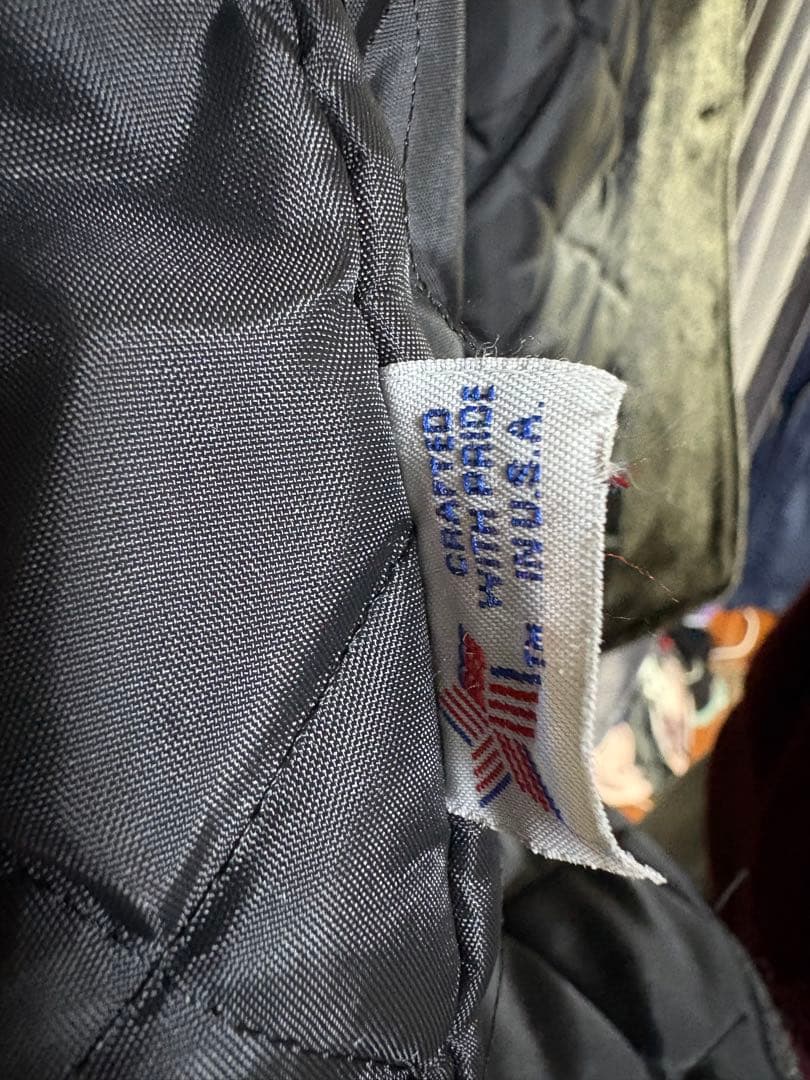 CRAFTED
WITH PRIDE
IN U.S.A.
TM